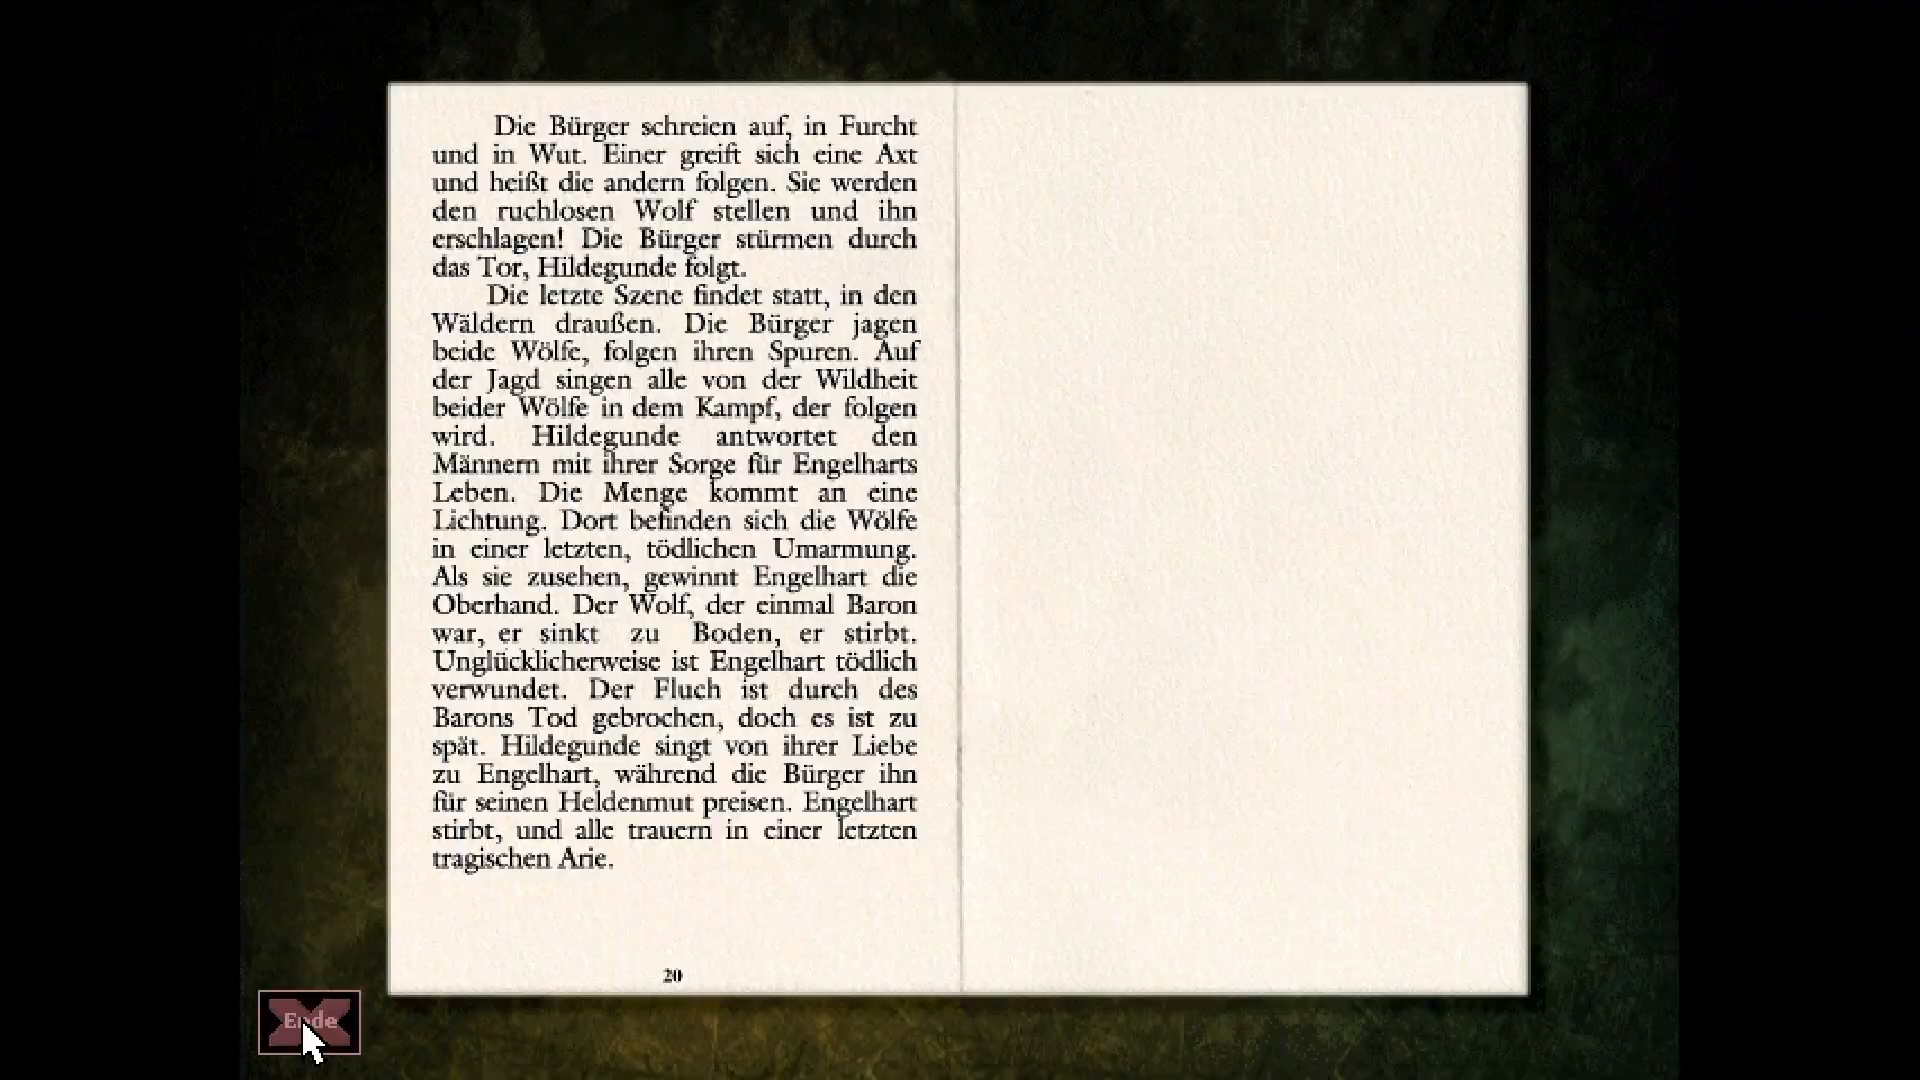 Die Bürger schreien auf, in Furcht
und in Wut. Einer greift sich eine Axt
und heißt die andern folgen. Sie werden
den ruchlosen Wolf stellen und ihn
erschlagen! Die Bürger stürmen durch
das Tor, Hildegunde folgt.
Die letzte Szene findet statt, in den
Wäldern draußen. Die Bürger jagen
beide Wölfe, folgen ihren Spuren. Auf
der Jagd singen alle von der Wildheit
beider Wölfe in dem Kampf, der folgen
wird. Hildegunde antwortet den
Männern mit ihrer Sorge für Engelharts
Leben. Die Menge kommt an eine
Lichtung. Dort befinden sich die Wölfe
in einer letzten, tödlichen Umarmung.
Als sie zusehen, gewinnt Engelhart die
Oberhand. Der Wolf, der einmal Baron
war, er sinkt zu Boden, er stirbt.
Unglücklicherweise ist Engelhart tödlich
verwundet. Der Fluch ist durch des
Barons Tod gebrochen, doch es ist zu
spät. Hildegunde singt von ihrer Liebe
zu Engelhart, während die Bürger ihn
für seinen Heldenmut preisen. Engelhart
stirbt, und alle trauern in einer letzten
tragischen Arie.
20
Ende